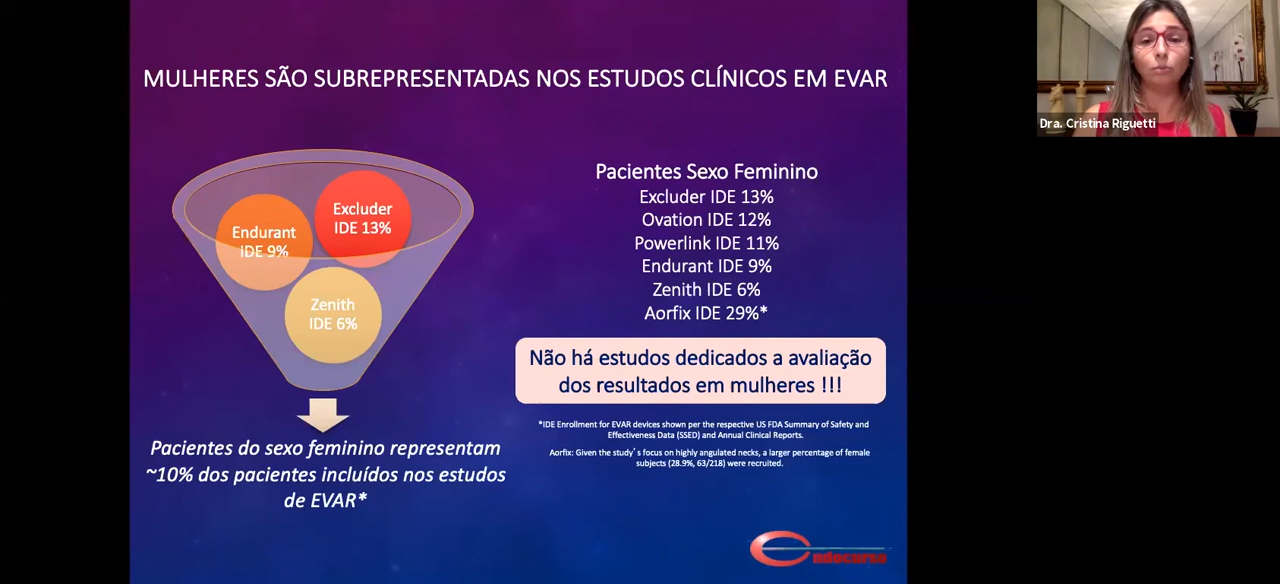 MULHERES SÃO SUBREPRESENTADAS NOS ESTUDOS CLÍNICOS EM EVAR
Dra. Cristina Riguetti
Excluder
IDE 13%
Endurant
IDE 9%
Zenith
IDE 6%
Pacientes do sexo feminino representam
~10% dos pacientes incluídos nos estudos
de EVAR*
Pacientes Sexo Feminino
Excluder IDE 13%
Ovation IDE 12%
Powerlink IDE 11%
Endurant IDE 9%
Zenith IDE 6%
Aorfix IDE 29%*
Não há estudos dedicados a avaliação
dos resultados em mulheres !!!
*IDE Enrollment for EVAR devices shown per the respective US FDA Summary of Safety and
Effectiveness Data (SSED) and Annual Clinical Reports.
Aorfix: Given the study's focus on highly angulated necks, a larger percentage of female
subjects (28.9%, 63/218) were recruited.
Endocurso